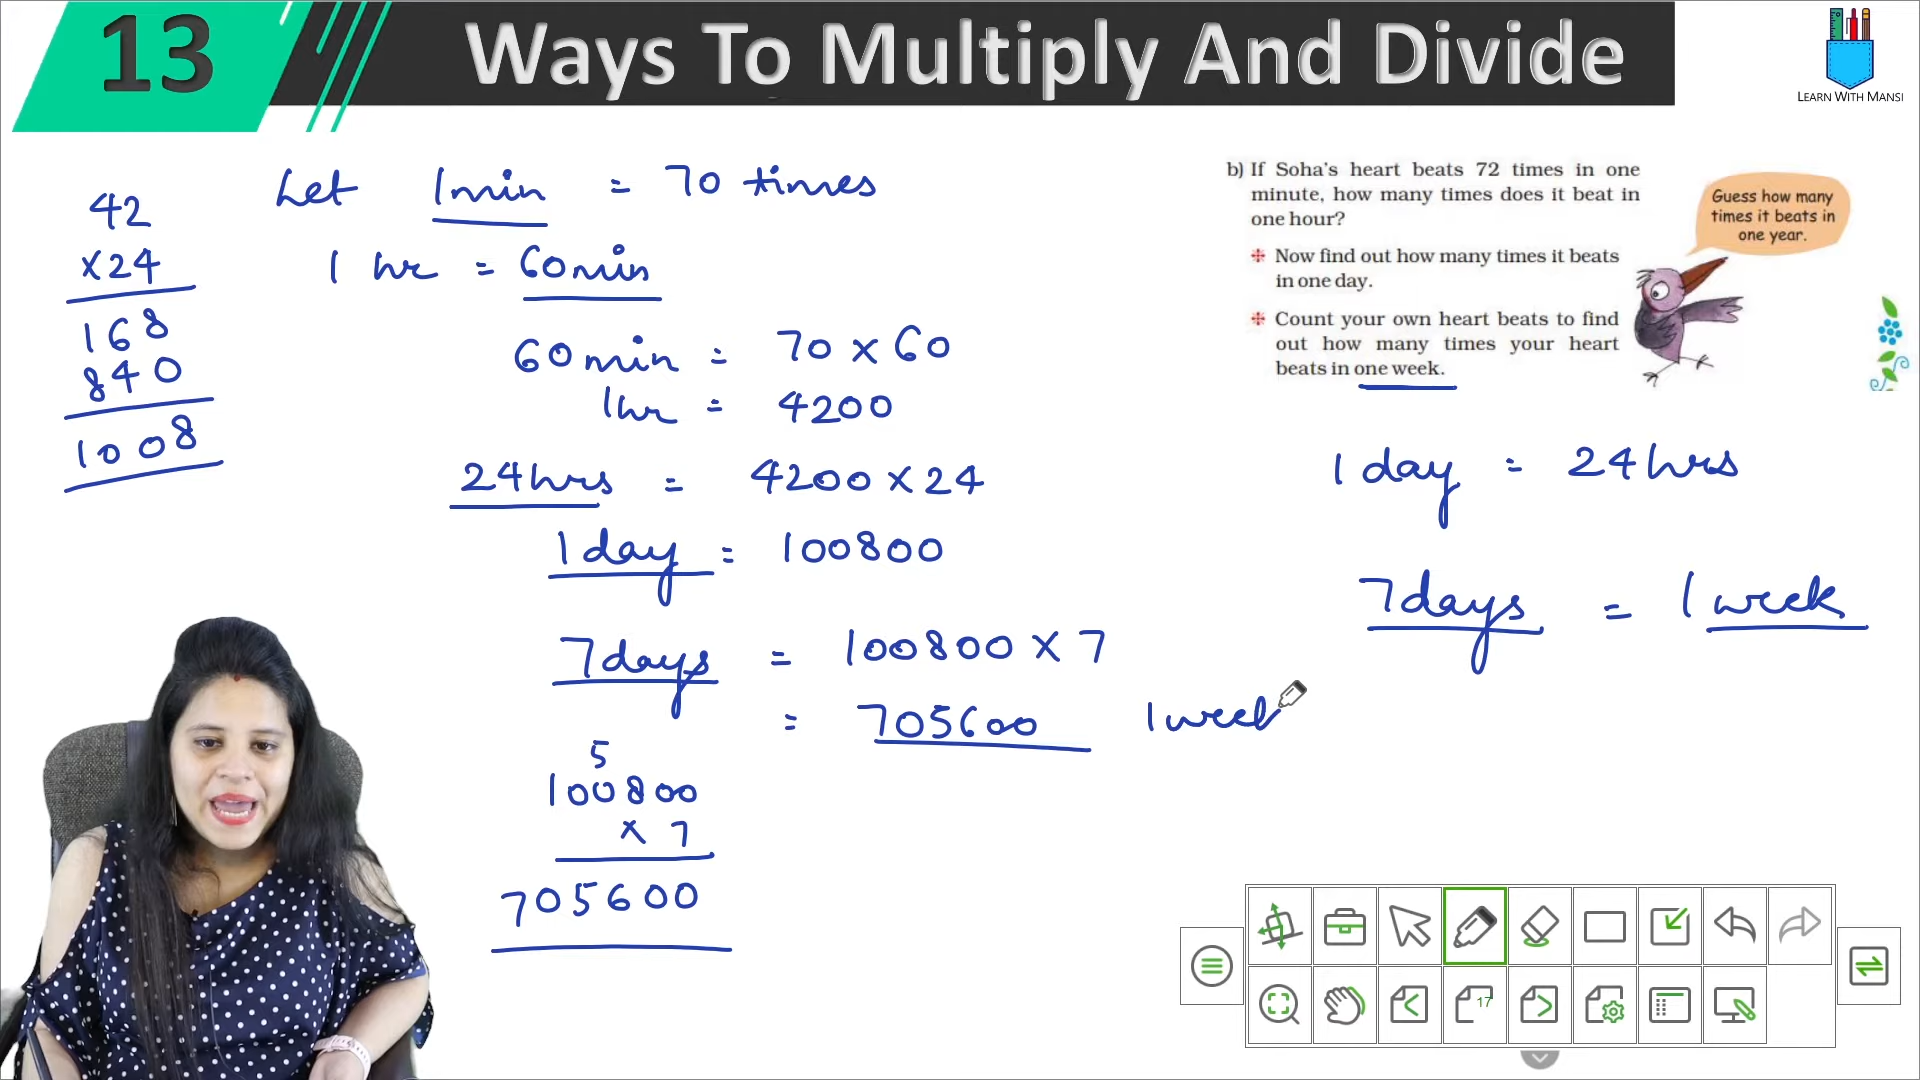 13
Ways To Multiply And Divide
LEARN WITH MANSI
42
x24
168
840
1008
Let 1min = 70 times
1 hr = 60min
60min = 70 x 60
1hr = 4200
24hrs = 4200 x 24
1day = 100800
7days = 100800 x 7
= 705600 1week
5
100800
x 7
705600
b) If Soha's heart beats 72 times in one
minute, how many times does it beat in
one hour?
Now find out how many times it beats
in one day.
Count your own heart beats to find
out how many times your heart
beats in one week.
Guess how many
times it beats in
one year.
1day = 24hrs
7days = 1week
17